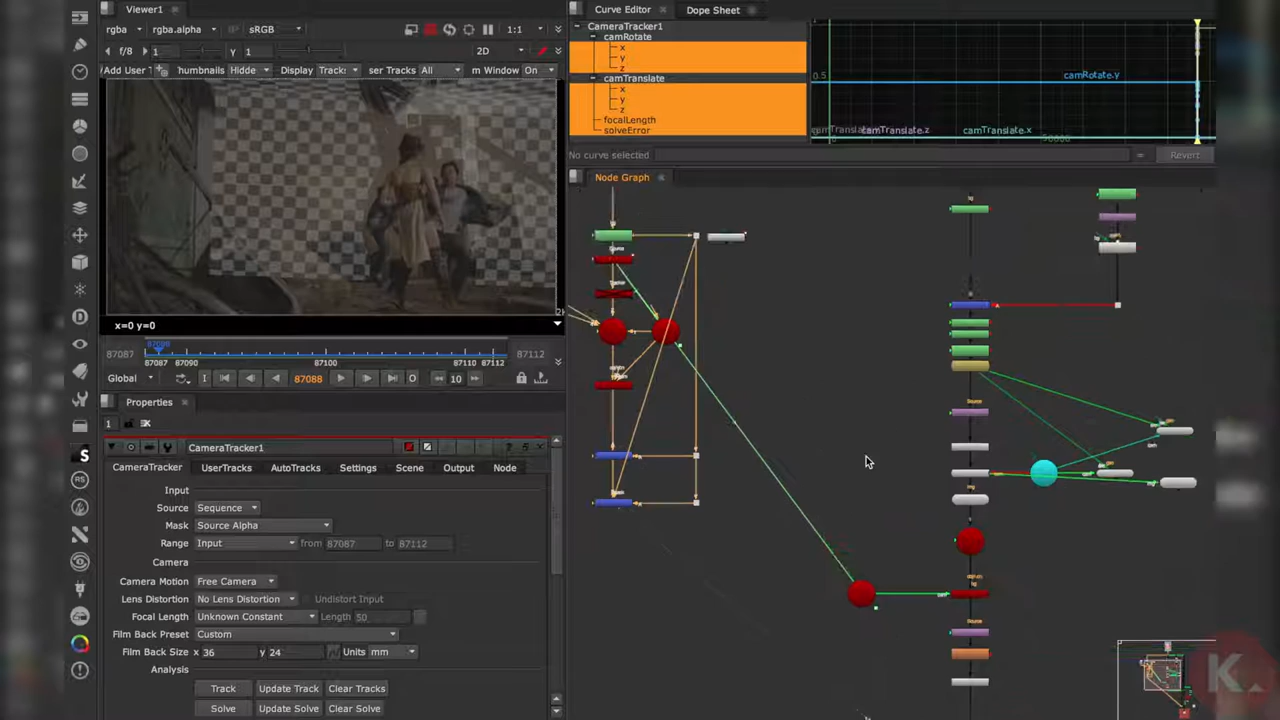 Viewer1
Curve Editor
Dope Sheet
rgba
rgba.alpha
IP
sRGB
1:1
f/8
1
y
1
2D
Add User T
humbnails
Hide
Display
Track:
ser Tracks
All
m Window
On
x=0 y=0
CameraTracker1
camRotate
x
y
z
camTranslate
x
y
z
focalLength
solveError
0.5
camRotate.y
camTranslate.z
camTranslate.x
No curve selected
=
Revert
Node Graph
87087
87088
87087
87090
87100
87110
87112
87112
Global
I
87088
O
10
Properties
1
CameraTracker1
CameraTracker
UserTracks
AutoTracks
Settings
Scene
Output
Node
Input
Source
Sequence
Mask
Source Alpha
Range
Input
from
87087
to
87112
Camera
Camera Motion
Free Camera
Lens Distortion
No Lens Distortion
Undistort Input
Focal Length
Unknown Constant
Length
50
Film Back Preset
Custom
Film Back Size
x
36
y
24
Units
mm
Analysis
Track
Update Track
Clear Tracks
Solve
Update Solve
Clear Solve
K.